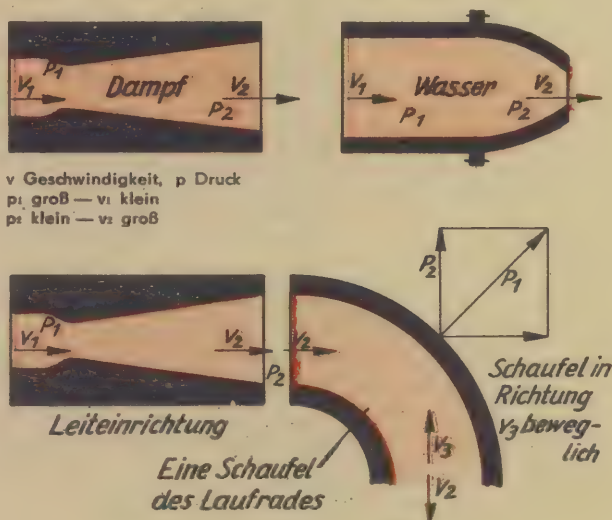 p₁
v₁
Dampf
v₂
p₂
v₁
Wasser
v₂
p₁
p₂
v Geschwindigkeit, p Druck
p₁ groß — v₁ klein
p₂ klein — v₂ groß
p₁
v₁
v₂
p₂
v₂
P₂
P₁
Leiteinrichtung
Schaufel in
Richtung
v₃ beweg-
lich
v₃
v₂
Eine Schaufel
des Laufrades